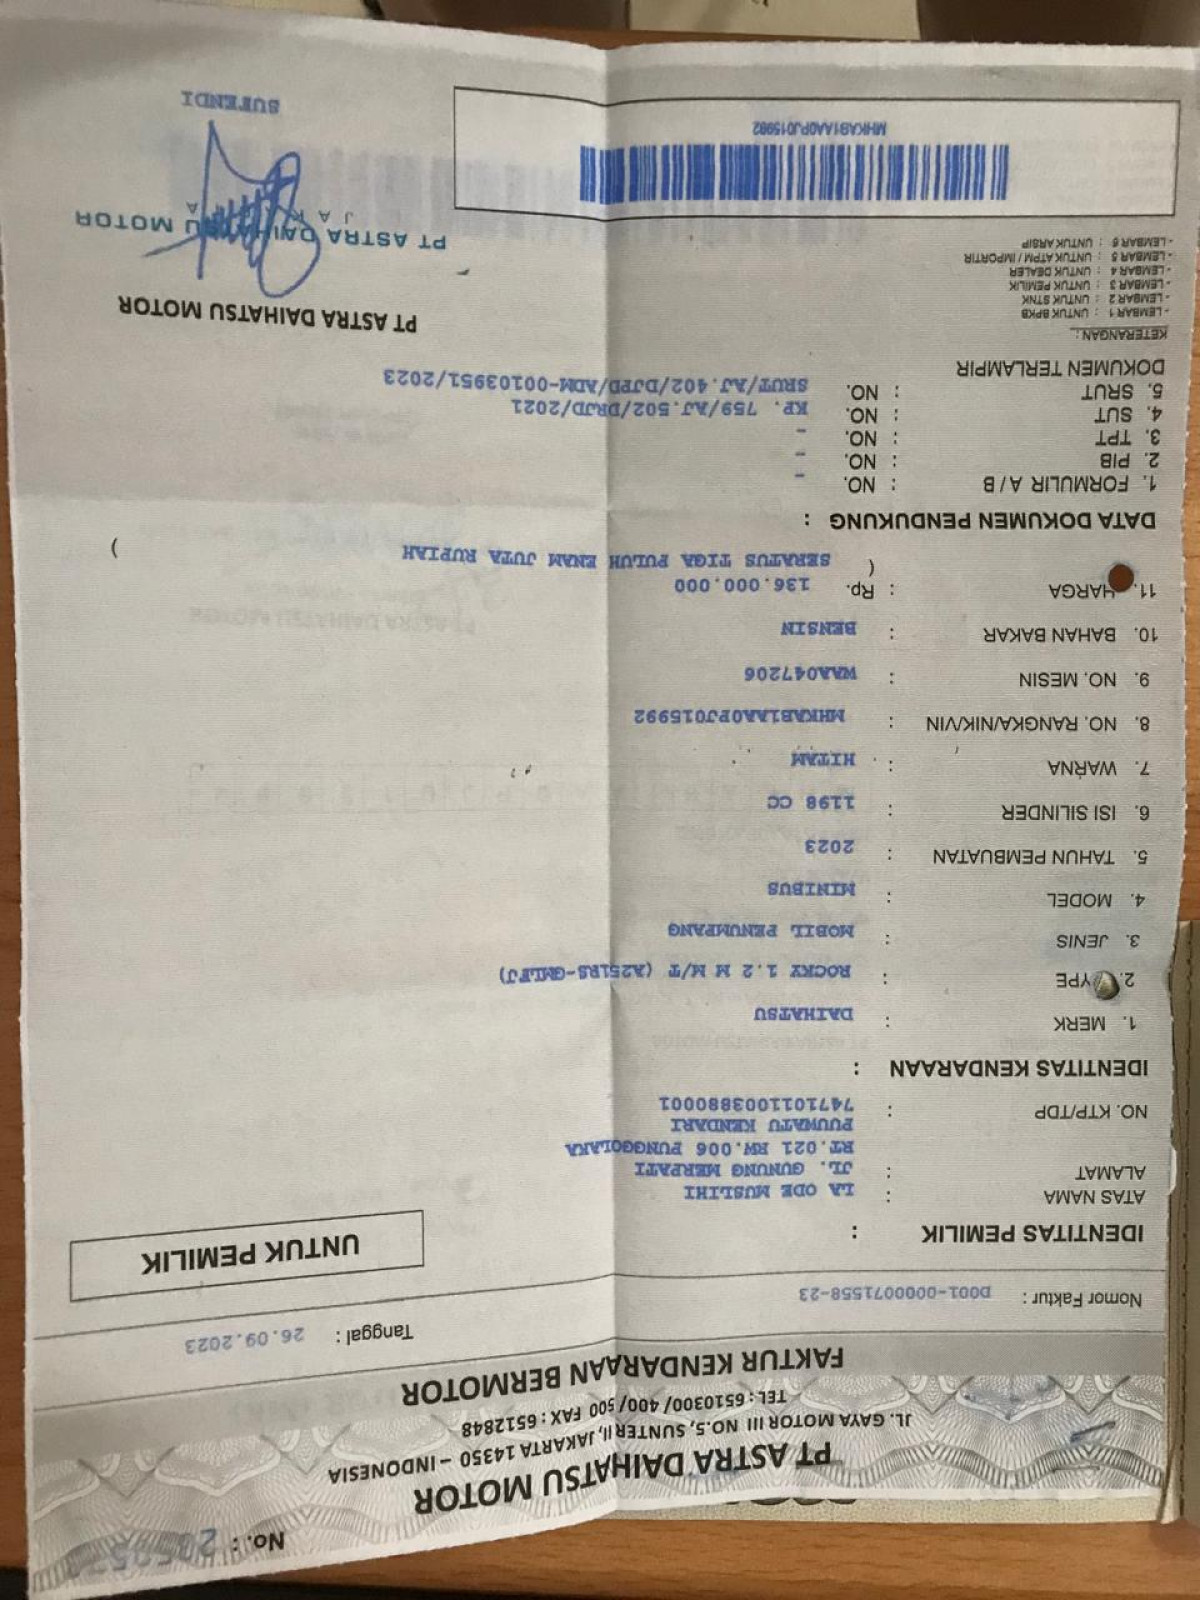 No. :
PT ASTRA DAIHATSU MOTOR
JL. GAYA MOTOR III NO.5, SUNTER II, JAKARTA 14350 – INDONESIA
TEL : 6510300/ 400/ 500 FAX : 6512848
FAKTUR KENDARAAN BERMOTOR
Nomor Faktur : D001-0000071558-23 Tanggal : 26.09.2023
UNTUK PEMILIK
IDENTITAS PEMILIK :
ATAS NAMA : LA ODE MUSLIHI
ALAMAT : JL. GUNUNG MERPATI
RT.021 RW.006 PUNGGOLAKA
PUUWATU KENDARI
NO. KTP/TDP : 7471011003880001
IDENTITAS KENDARAAN :
1. MERK : DAIHATSU
2. YPE : ROCKY 1.2 M M/T (A251RS-GMLFJ)
3. JENIS : MOBIL PENUMPANG
4. MODEL : MINIBUS
5. TAHUN PEMBUATAN : 2023
6. ISI SILINDER : 1198 CC
7. WARNA : HITAM
8. NO. RANGKA/NIK/VIN : MHKAB1AA0PJ015992
9. NO. MESIN : WAA047206
10. BAHAN BAKAR : BENSIN
11. HARGA : Rp. 136.000.000
( SERATUS TIGA PULUH ENAM JUTA RUPIAH )
DATA DOKUMEN PENDUKUNG :
1. FORMULIR A / B : NO. -
2. PIB : NO. -
3. TPT : NO. -
4. SUT : NO. KP. 759/AJ.502/DRJD/2021
5. SRUT : NO. SRUT/AJ.402/DJPD/ADM-00103951/2023
DOKUMEN TERLAMPIR
KETERANGAN :
- LEMBAR 1 : UNTUK BPKB
- LEMBAR 2 : UNTUK STNK
- LEMBAR 3 : UNTUK PEMILIK
- LEMBAR 4 : UNTUK DEALER
- LEMBAR 5 : UNTUK ATPM / IMPORTIR
- LEMBAR 6 : UNTUK ARSIP
PT ASTRA DAIHATSU MOTOR
PT ASTRA DAIHATSU MOTOR
SUFENDI
MHKAB1AA0PJ015992